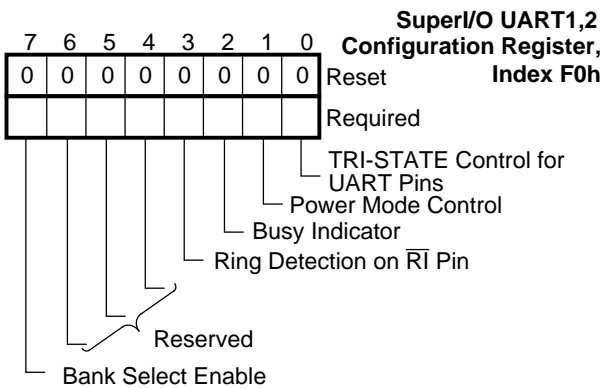 SuperI/O UART1,2
Configuration Register,
Index F0h
7 6 5 4 3 2 1 0
0 0 0 0 0 0 0 0 Reset
Required
TRI-STATE Control for
UART Pins
Power Mode Control
Busy Indicator
Ring Detection on R̅I̅ Pin
Reserved
Bank Select Enable